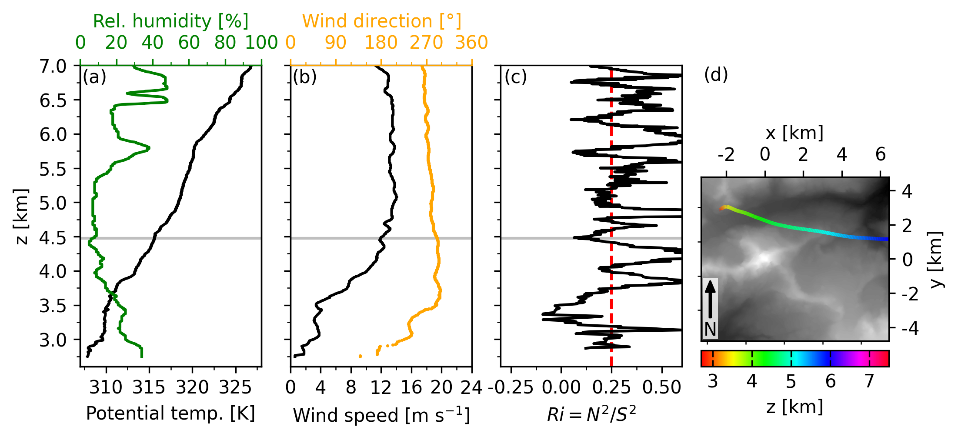 Rel. humidity [%]
0 20 40 60 80 100
Wind direction [°]
0 90 180 270 360
(a)
(b)
(c)
(d)
z [km]
7.0
6.5
6.0
5.5
5.0
4.5
4.0
3.5
3.0
310 315 320 325
Potential temp. [K]
0 4 8 12 16 20 24
Wind speed [m s⁻¹]
-0.25 0.00 0.25 0.50
Ri = N²/S²
x [km]
-2 0 2 4 6
4
2
0
-2
-4
y [km]
N
3 4 5 6 7
z [km]